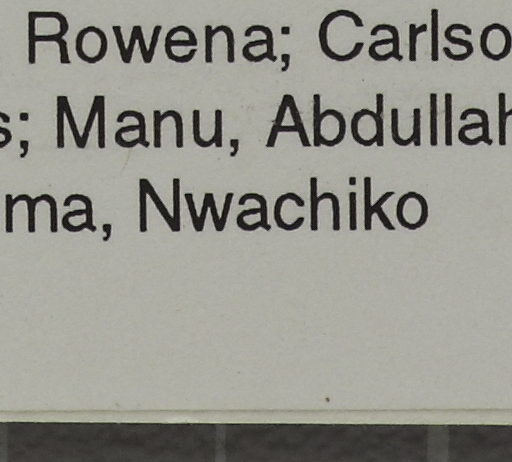 Rowena; Carlso
s; Manu, Abdullah
ma, Nwachiko